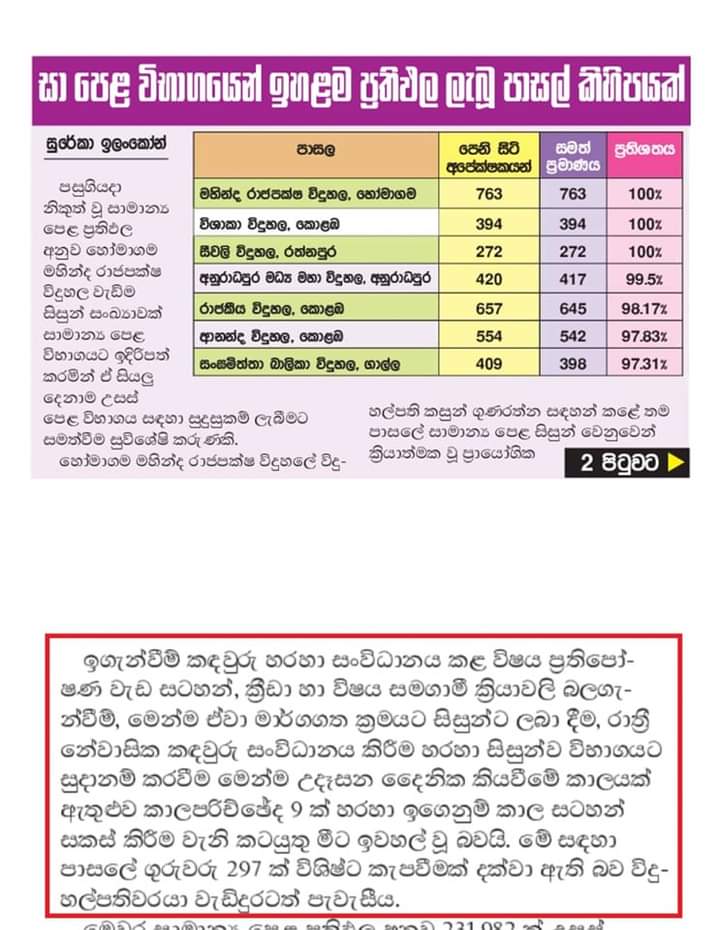 සා පෙළ විභාගයෙන් ඉහළම ප්‍රතිඵල ලැබූ පාසල් කිහිපයක්
සුරේකා ඉලංකෝන්
පසුගියදා
නිකුත් වූ සාමාන්‍ය
පෙළ ප්‍රතිඵල
අනුව හෝමාගම
මහින්ද රාජපක්ෂ
විදුහල වැඩිම
සිසුන් සංඛ්‍යාවක්
සාමාන්‍ය පෙළ
විභාගයට ඉදිරිපත්
කරමින් ඒ සියලු
දෙනාම උසස්
පෙළ විභාගය සඳහා සුදුසුකම් ලැබීමට
සමත්වීම සුවිශේෂි කරුණකි.
හෝමාගම මහින්ද රාජපක්ෂ විදුහලේ විදු-
පාසල පෙනී සිටි අපේක්ෂකයන් සමත් ප්‍රමාණය ප්‍රතිශතය
මහින්ද රාජපක්ෂ විදුහල, හෝමාගම 763 763 100%
විශාකා විදුහල, කොළඹ 394 394 100%
සීවලි විදුහල, රත්නපුර 272 272 100%
අනුරාධපුර මධ්‍ය මහා විදුහල, අනුරාධපුර 420 417 99.5%
රාජකීය විදුහල, කොළඹ 657 645 98.17%
ආනන්ද විදුහල, කොළඹ 554 542 97.83%
සංඝමිත්තා බාලිකා විදුහල, ගාල්ල 409 398 97.31%
හල්පති කසුන් ගුණරත්න සඳහන් කළේ තම
පාසලේ සාමාන්‍ය පෙළ සිසුන් වෙනුවෙන්
ක්‍රියාත්මක වූ ප්‍රායෝගික
2 පිටුවට
ඉගැන්වීම් කඳවුරු හරහා සංවිධානය කළ විෂය ප්‍රතිපෝ-
ෂණ වැඩ සටහන්, ක්‍රීඩා හා විෂය සමගාමී ක්‍රියාවලි බලගැ-
න්වීම්, මෙන්ම ඒවා මාර්ගගත ක්‍රමයට සිසුන්ට ලබා දීම, රාත්‍රී
නේවාසික කඳවුරු සංවිධානය කිරීම හරහා සිසුන්ව විභාගයට
සුදානම් කරවීම මෙන්ම උදෑසන දෛනික කියවීමේ කාලයක්
ඇතුළුව කාලපරිච්ඡේද 9 ක් හරහා ඉගෙනුම් කාල සටහන්
සකස් කිරීම වැනි කටයුතු මීට ඉවහල් වූ බවයි. මේ සඳහා
පාසලේ ගුරුවරු 297 ක් විශිෂ්ට කැපවීමක් දක්වා ඇති බව විදු-
හල්පතිවරයා වැඩිදුරටත් පැවැසීය.
මෙවර සාමාන්‍ය පෙළ ප්‍රතිඵල අනුව 231,982 ක් උසස්